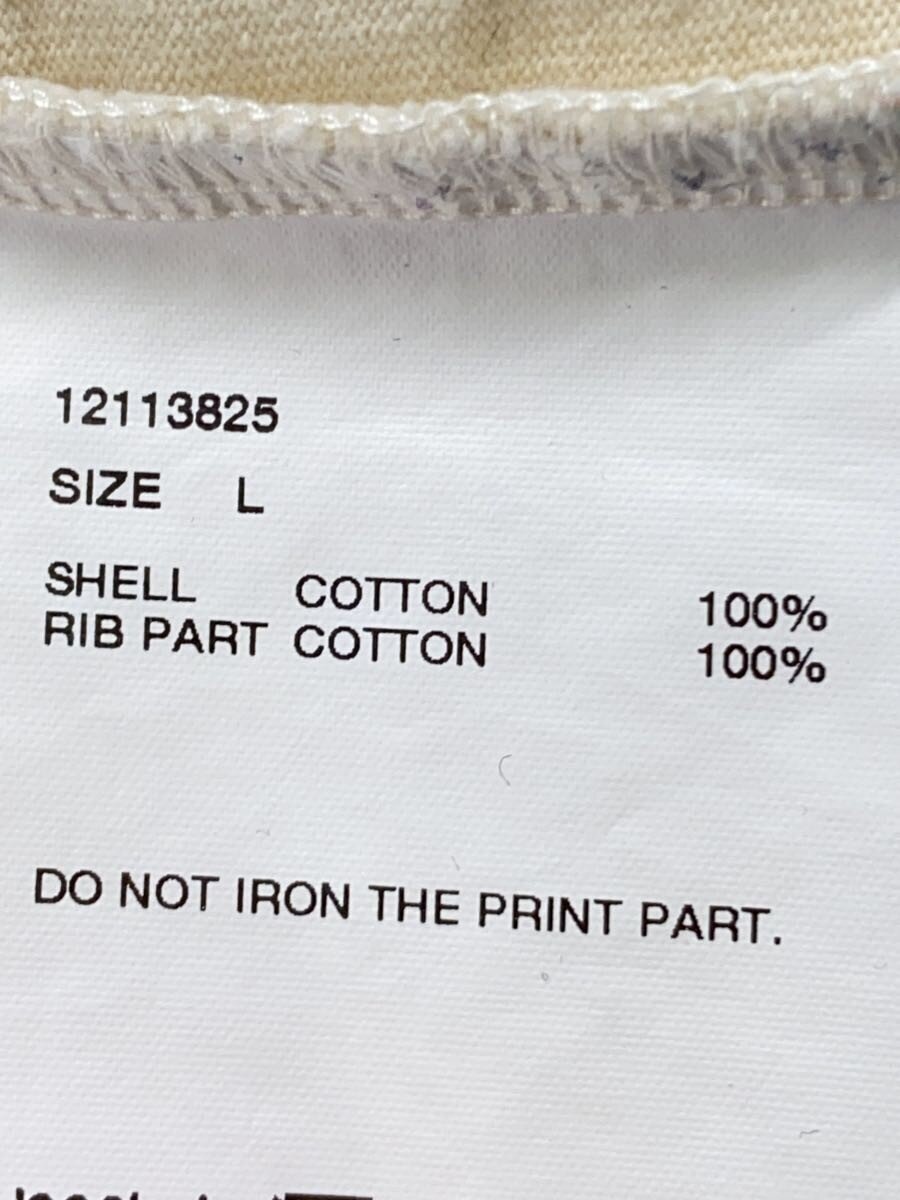 12113825
SIZE L
SHELL COTTON 100%
RIB PART COTTON 100%
DO NOT IRON THE PRINT PART.